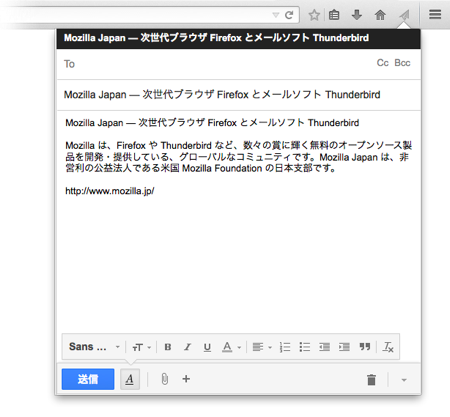 Mozilla Japan — 次世代ブラウザ Firefox とメールソフト Thunderbird
To Cc Bcc
Mozilla Japan — 次世代ブラウザ Firefox とメールソフト Thunderbird
Mozilla Japan — 次世代ブラウザ Firefox とメールソフト Thunderbird
Mozilla は、Firefox や Thunderbird など、数々の賞に輝く無料のオープンソース製
品を開発・提供している、グローバルなコミュニティです。Mozilla Japan は、非
営利の公益法人である米国 Mozilla Foundation の日本支部です。
http://www.mozilla.jp/
Sans ... B I U A
送信 A